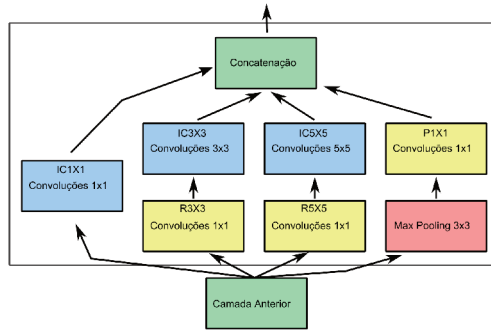 Concatenação
IC3X3
Convoluções 3x3
IC5X5
Convoluções 5x5
P1X1
Convoluções 1x1
IC1X1
Convoluções 1x1
R3X3
Convoluções 1x1
R5X5
Convoluções 1x1
Max Pooling 3x3
Camada Anterior